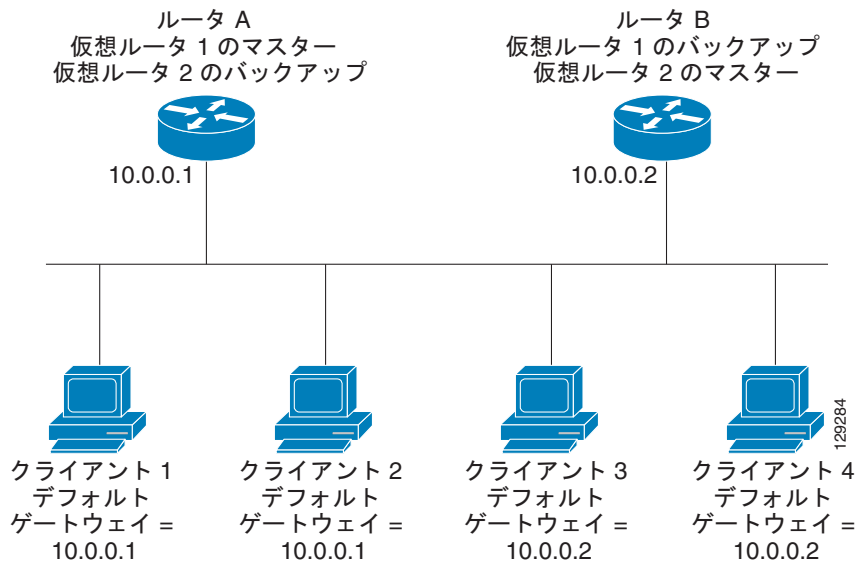 ルータ A
仮想ルータ 1 のマスター
仮想ルータ 2 のバックアップ
ルータ B
仮想ルータ 1 のバックアップ
仮想ルータ 2 のマスター
10.0.0.1
10.0.0.2
クライアント 1
デフォルト
ゲートウェイ =
10.0.0.1
クライアント 2
デフォルト
ゲートウェイ =
10.0.0.1
クライアント 3
デフォルト
ゲートウェイ =
10.0.0.2
クライアント 4
デフォルト
ゲートウェイ =
10.0.0.2
129284